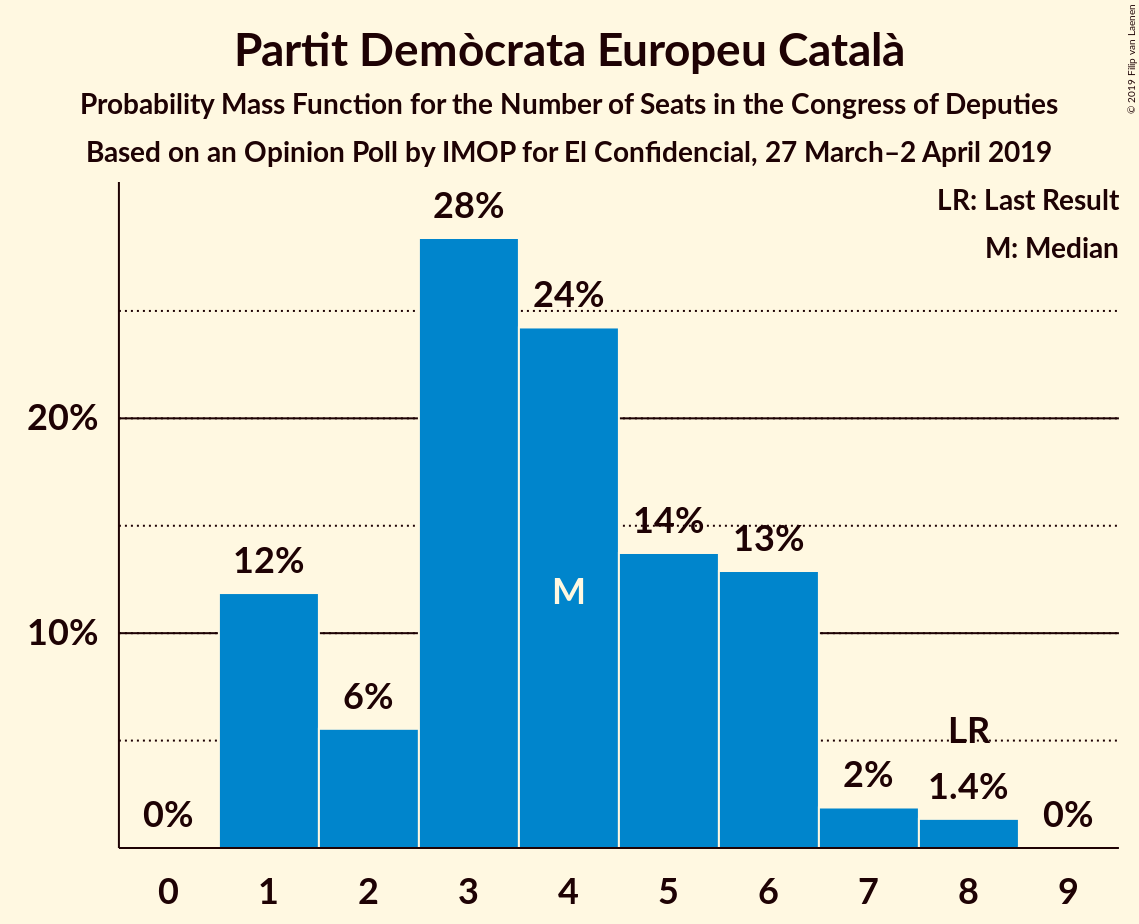 Partit Demòcrata Europeu Català
Probability Mass Function for the Number of Seats in the Congress of Deputies
Based on an Opinion Poll by IMOP for El Confidencial, 27 March–2 April 2019
© 2019 Filip van Laenen
LR: Last Result
M: Median
28%
24%
20%
14%
13%
12%
M
10%
6%
LR
2%
1.4%
0%
0%
0 1 2 3 4 5 6 7 8 9